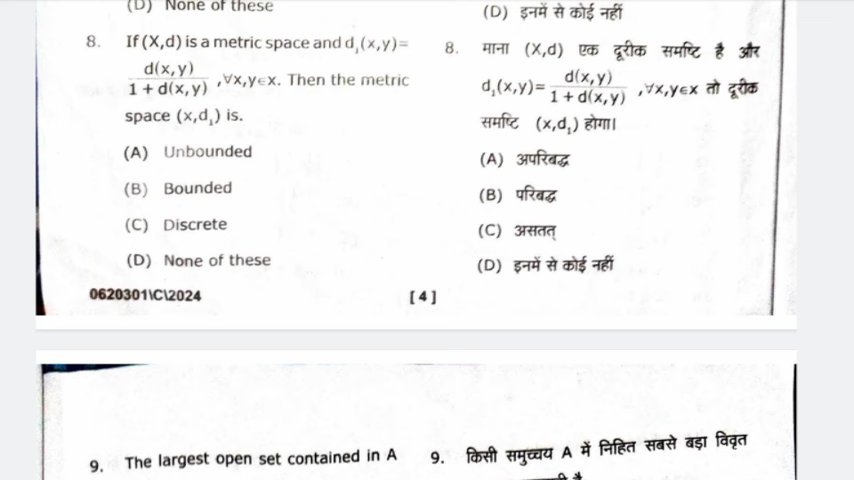 (D) None of these
8. If (X,d) is a metric space and d₁(x,y)=
d(x,y)
1 + d(x,y) ,∀x,y∈x. Then the metric
space (x,d₁) is.
(A) Unbounded
(B) Bounded
(C) Discrete
(D) None of these
0620301\C\2024
[4]
(D) इनमें से कोई नहीं
8. माना (X,d) एक दूरीक समष्टि है और
d₁(x,y)= d(x,y)
1 + d(x,y) ,∀x,y∈x तो दूरीक
समष्टि (x,d₁) होगा।
(A) अपरिबद्ध
(B) परिबद्ध
(C) असतत्
(D) इनमें से कोई नहीं
9. The largest open set contained in A
9. किसी समुच्चय A में निहित सबसे बड़ा विवृत